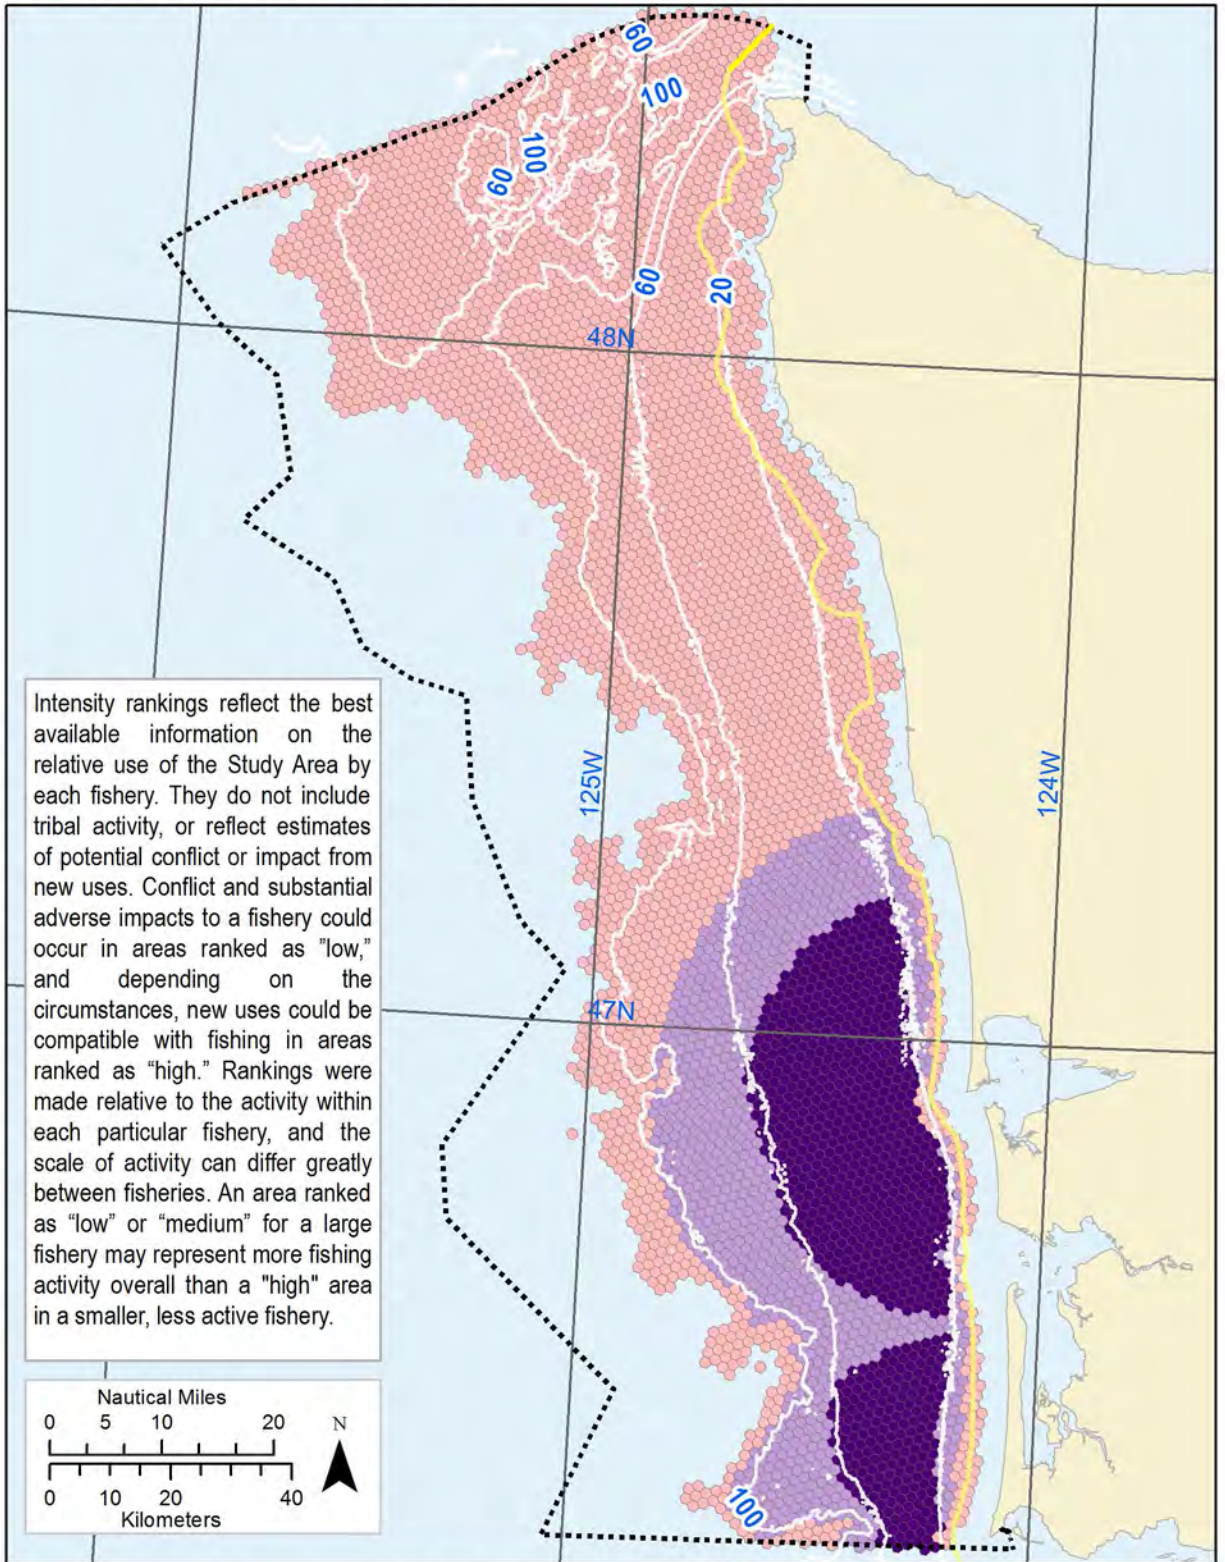 60
100
100
60
60
20
48N
125W
124W
47N
100
Intensity rankings reflect the best
available information on the
relative use of the Study Area by
each fishery. They do not include
tribal activity, or reflect estimates
of potential conflict or impact from
new uses. Conflict and substantial
adverse impacts to a fishery could
occur in areas ranked as "low,"
and depending on the
circumstances, new uses could be
compatible with fishing in areas
ranked as "high." Rankings were
made relative to the activity within
each particular fishery, and the
scale of activity can differ greatly
between fisheries. An area ranked
as "low" or "medium" for a large
fishery may represent more fishing
activity overall than a "high" area
in a smaller, less active fishery.
Nautical Miles
0 5 10 20
N
0 10 20 40
Kilometers